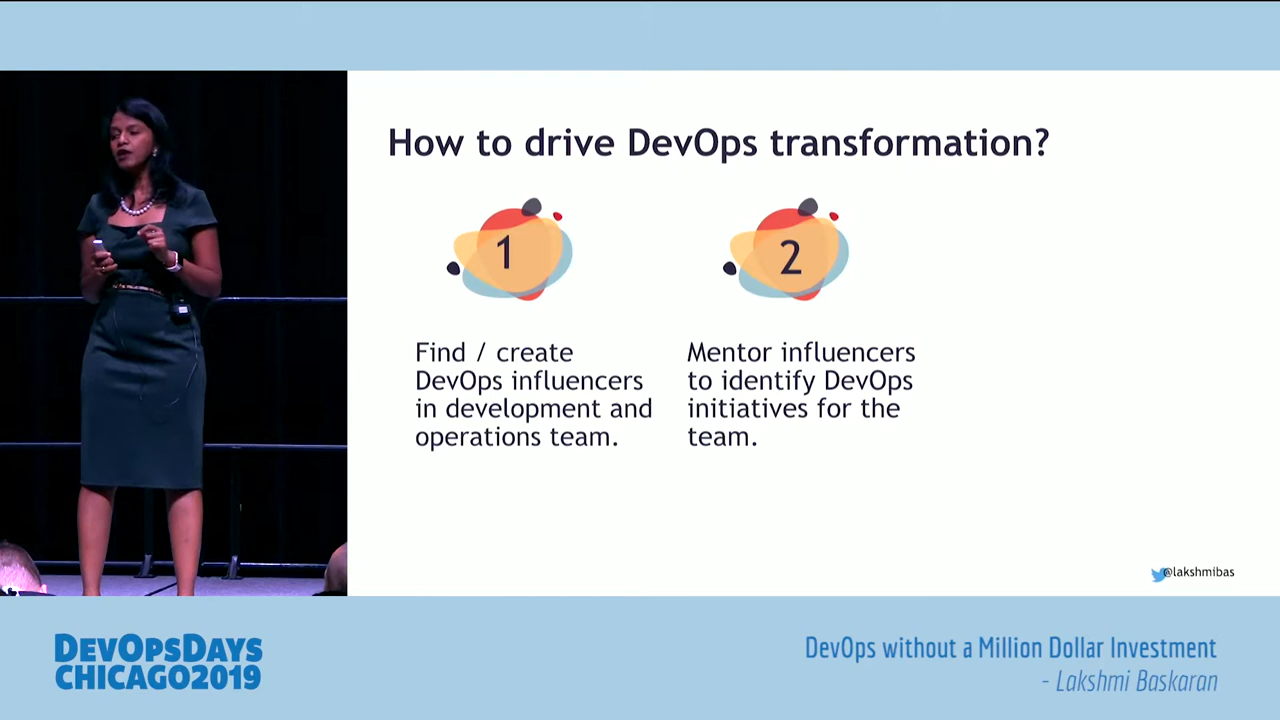 How to drive DevOps transformation?
1
2
Find / create
DevOps influencers
in development and
operations team.
Mentor influencers
to identify DevOps
initiatives for the
team.
@lakshmibas
DEVOPSDAYS
CHICAGO2019
DevOps without a Million Dollar Investment
- Lakshmi Baskaran